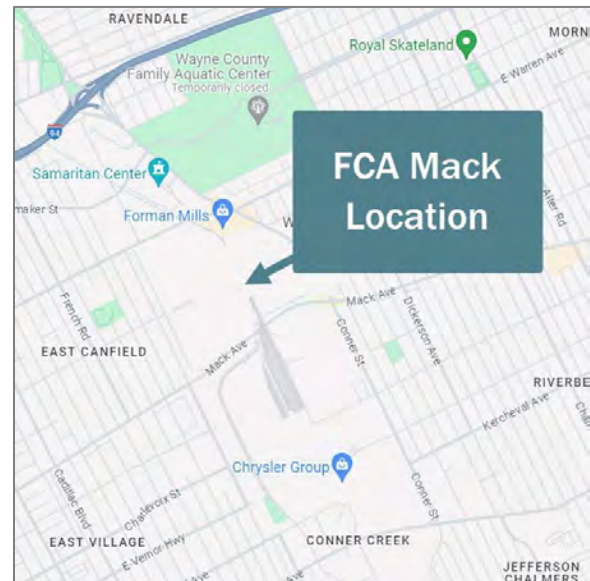 RAVENDALE
MORN
Royal Skateland
Wayne County
Family Aquatic Center
Temporarily closed
E Warren Ave
94
Samaritan Center
FCA Mack
Location
maker St
Forman Mills
W
Alter Rd
French Rd
Mack Ave
Dickerson Ave
Conner St
EAST CANFIELD
Mack Ave
RIVERBE
Kercheval Ave
Cha
Chrysler Group
Cadillac Blvd
Charlevoix St
Conner St
EAST VILLAGE
E Vernor Hwy
CONNER CREEK
JEFFERSON
CHALMERS